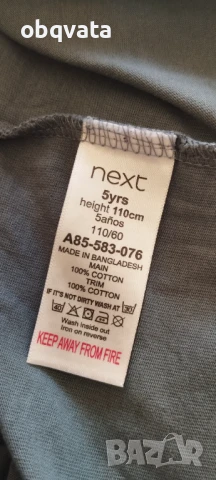 obqvata
next
5yrs
height 110cm
5años
110/60
A85-583-076
MADE IN BANGLADESH
MAIN
100% COTTON
TRIM
100% COTTON
IF IT'S NOT DIRTY WASH AT 30
Wash inside out
Iron on reverse
KEEP AWAY FROM FIRE
BAZAR